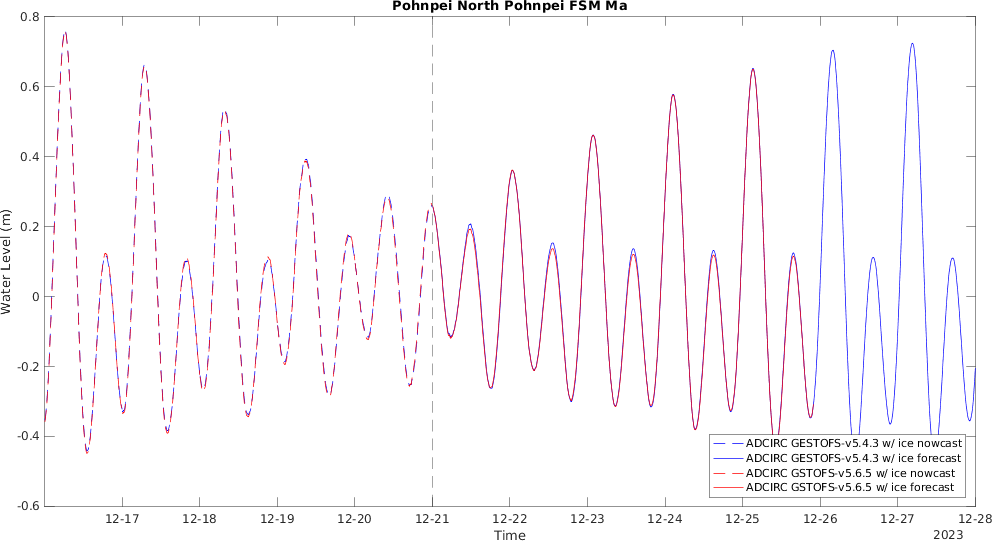 Pohnpei North Pohnpei FSM Ma
Water Level (m)
0.8
0.6
0.4
0.2
0
-0.2
-0.4
-0.6
12-17 12-18 12-19 12-20 12-21 12-22 12-23 12-24 12-25 12-26 12-27 12-28
Time
2023
ADCIRC GESTOFS-v5.4.3 w/ ice nowcast
ADCIRC GESTOFS-v5.4.3 w/ ice forecast
ADCIRC GSTOFS-v5.6.5 w/ ice nowcast
ADCIRC GSTOFS-v5.6.5 w/ ice forecast